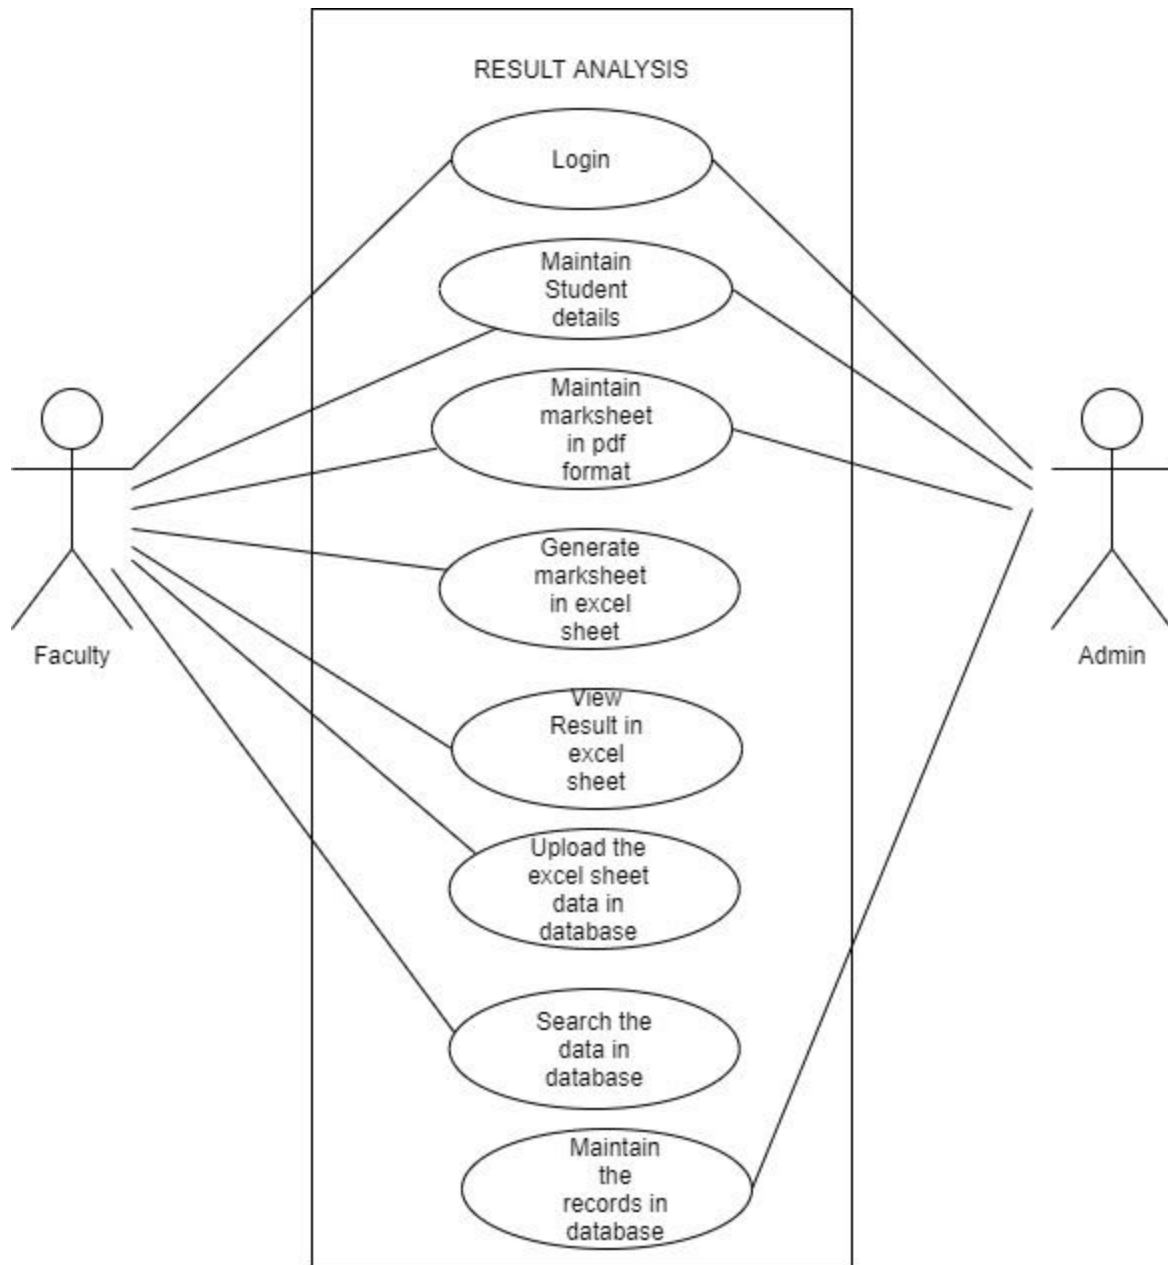 RESULT ANALYSIS
Login
Maintain
Student
details
Maintain
marksheet
in pdf
format
Generate
marksheet
in excel
sheet
Faculty
Admin
View
Result in
excel
sheet
Upload the
excel sheet
data in
database
Search the
data in
database
Maintain
the
records in
database